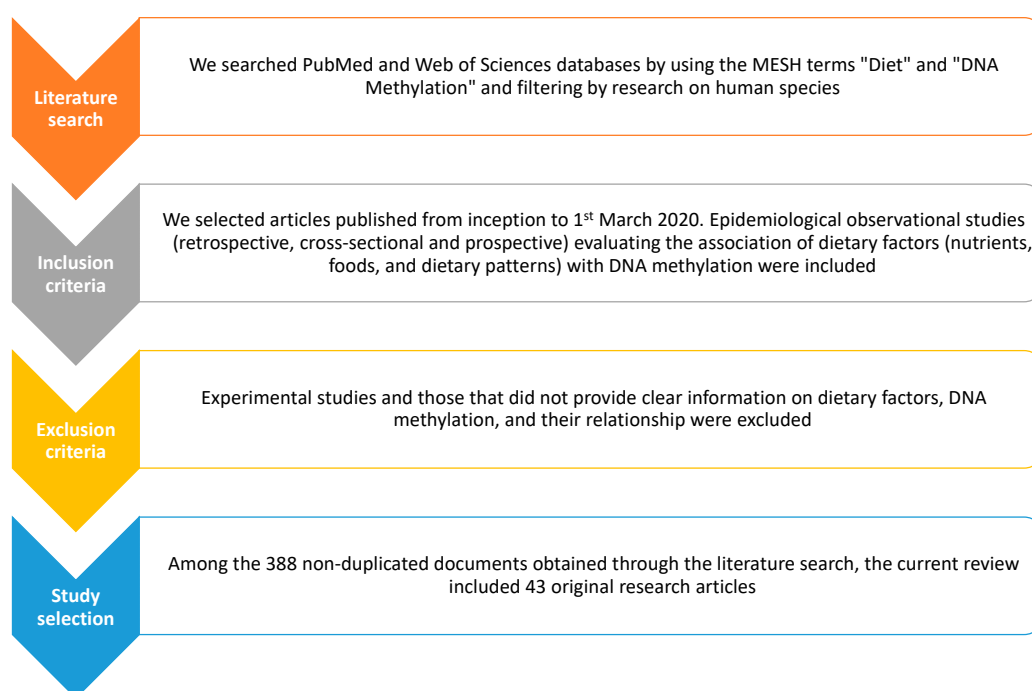 Literature
search
We searched PubMed and Web of Sciences databases by using the MESH terms "Diet" and "DNA
Methylation" and filtering by research on human species
Inclusion
criteria
We selected articles published from inception to 1st March 2020. Epidemiological observational studies
(retrospective, cross-sectional and prospective) evaluating the association of dietary factors (nutrients,
foods, and dietary patterns) with DNA methylation were included
Exclusion
criteria
Experimental studies and those that did not provide clear information on dietary factors, DNA
methylation, and their relationship were excluded
Study
selection
Among the 388 non-duplicated documents obtained through the literature search, the current review
included 43 original research articles